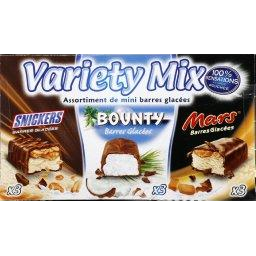 Variety Mix
100%
SENSATIONS
Assortiment de mini barres glacées
SNICKERS
BARRES GLACÉES
BOUNTY
Barres Glacées
Mars
Barres Glacées
x3
x3
x3